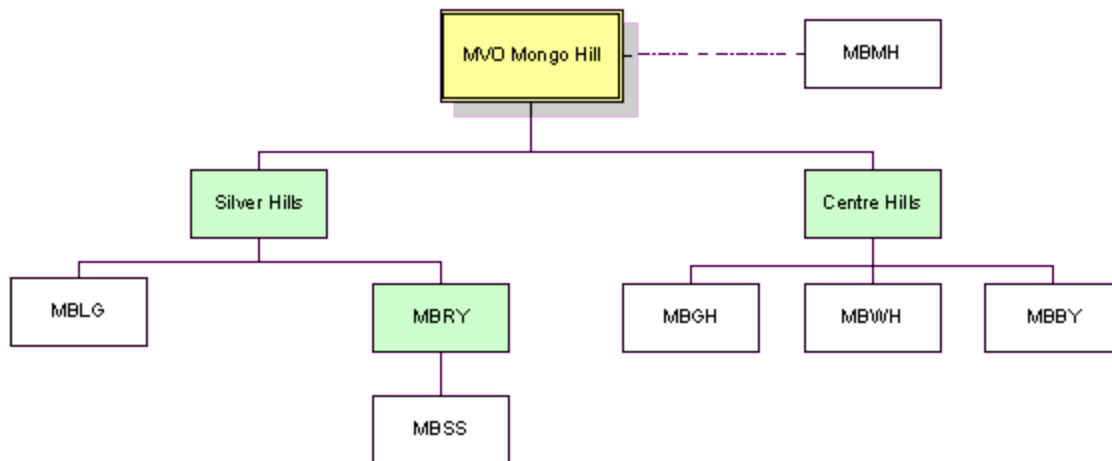 MVO Mongo Hill
MBMH
Silver Hills
Centre Hills
MBLG
MBRY
MBGH
MBWH
MBBY
MBSS